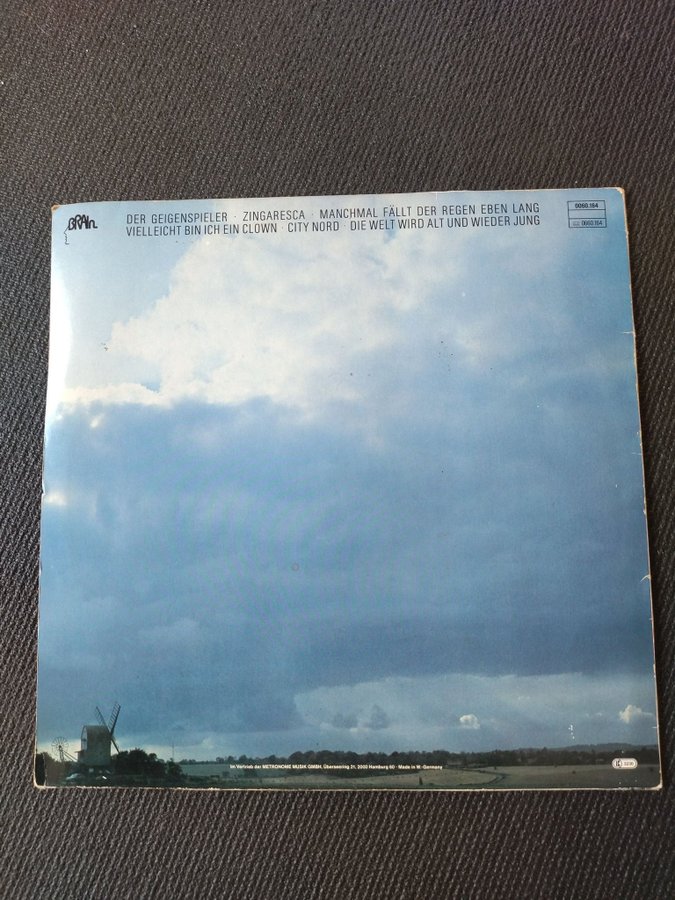 BRAIN
DER GEIGENSPIELER · ZINGARESCA · MANCHMAL FÄLLT DER REGEN EBEN LANG
VIELLEICHT BIN ICH EIN CLOWN · CITY NORD · DIE WELT WIRD ALT UND WIEDER JUNG
0060.184
0060.184
Im Vertrieb der METRONOME MUSIK GMBH, Überseering 21, 2000 Hamburg 60 · Made in W.-Germany